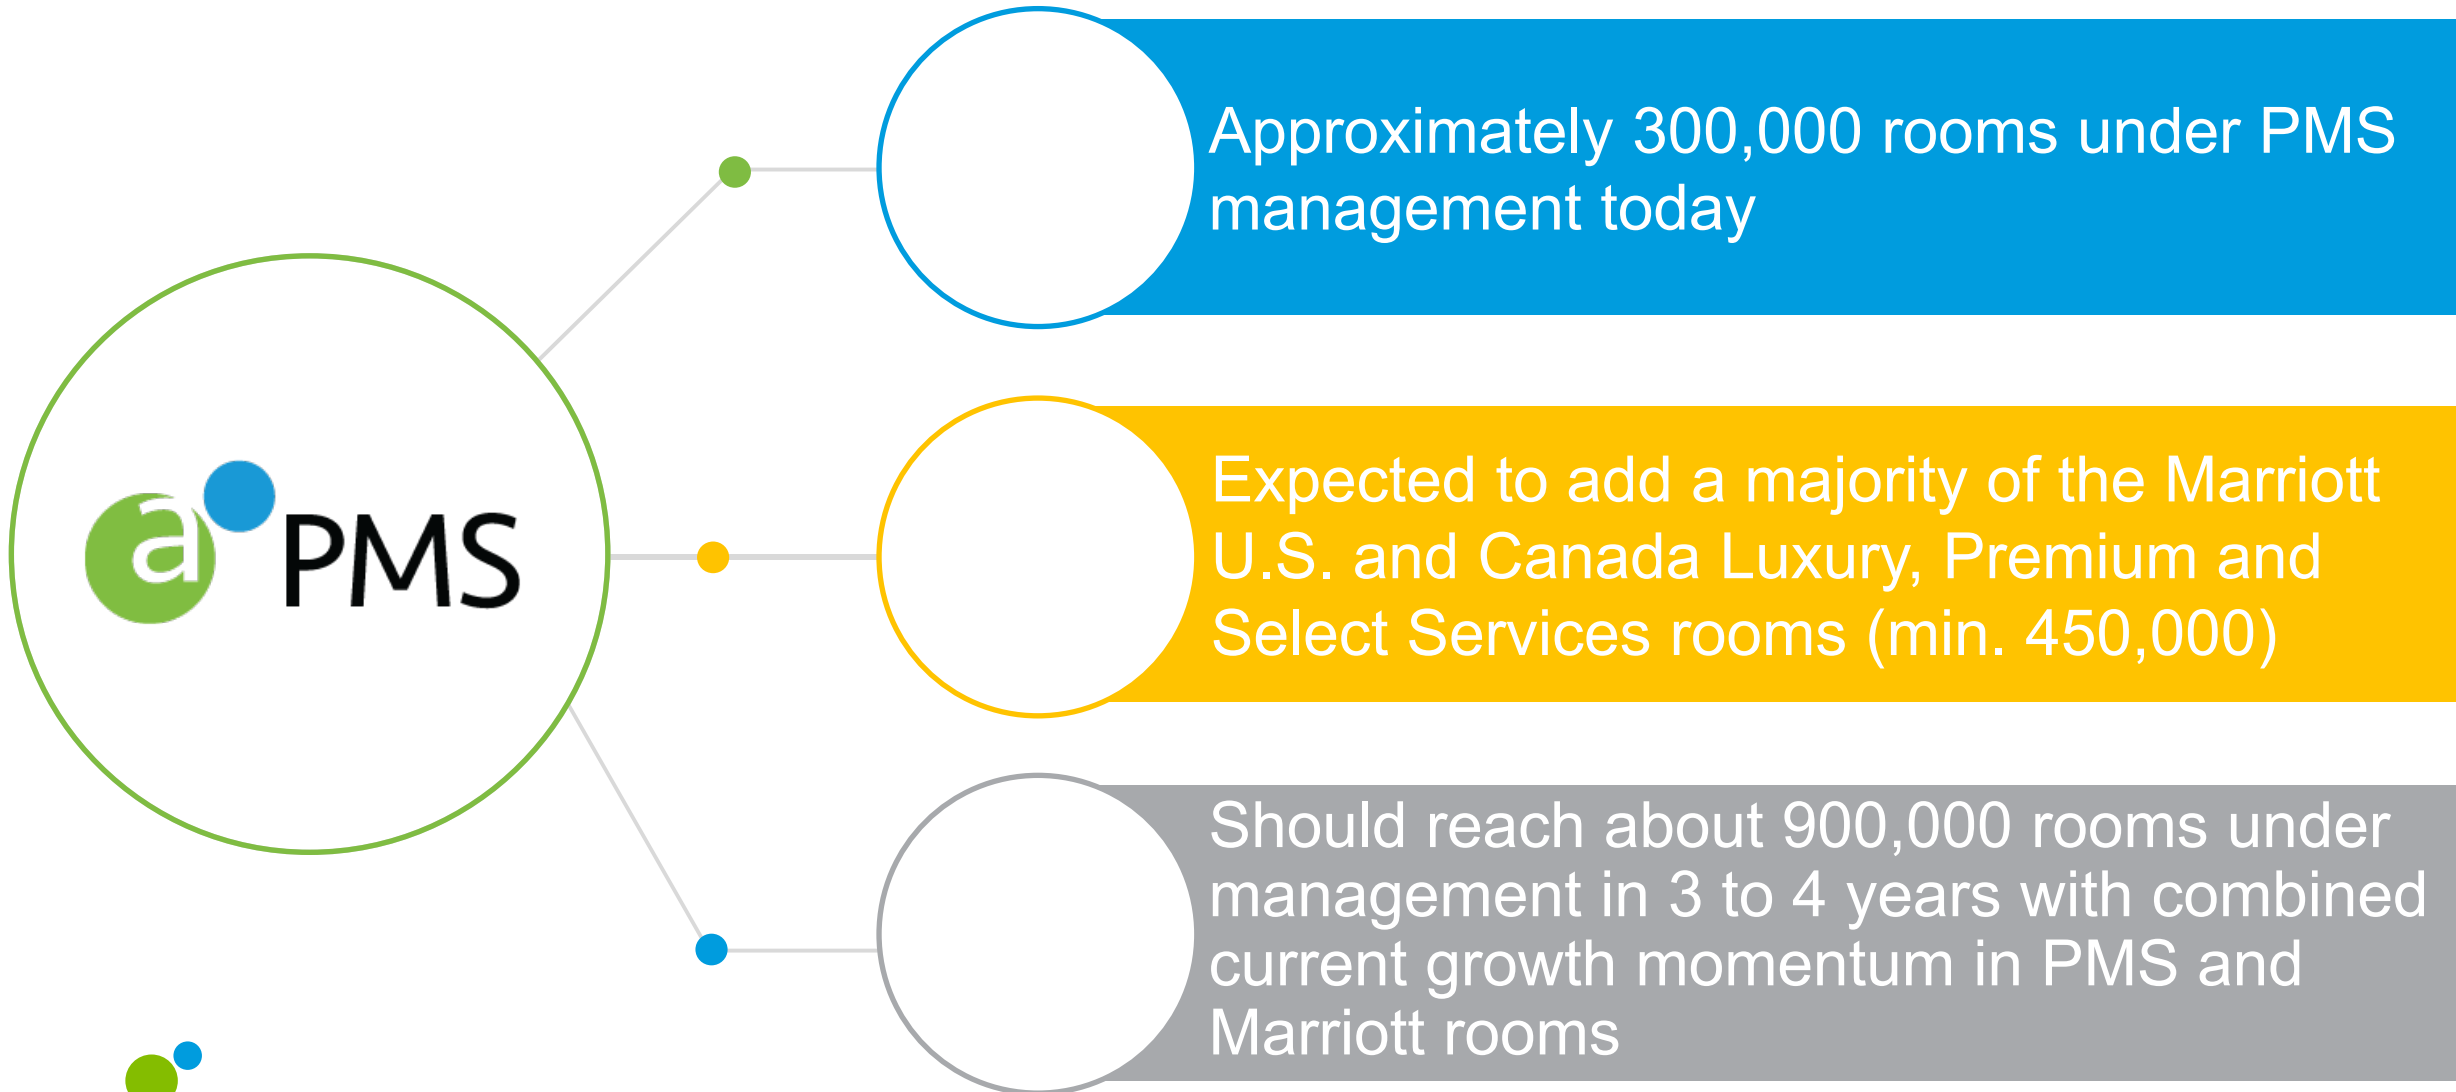 a PMS
Approximately 300,000 rooms under PMS
management today
Expected to add a majority of the Marriott
U.S. and Canada Luxury, Premium and
Select Services rooms (min. 450,000)
Should reach about 900,000 rooms under
management in 3 to 4 years with combined
current growth momentum in PMS and
Marriott rooms